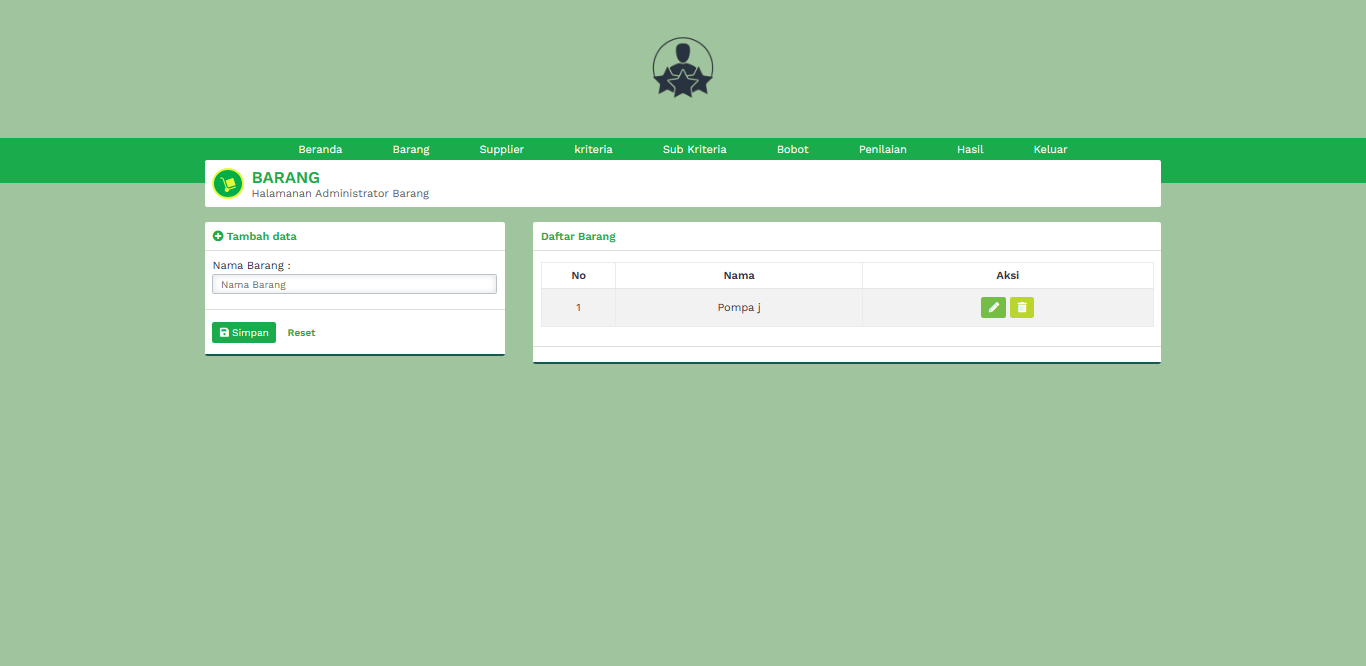 Beranda Barang Supplier kriteria Sub Kriteria Bobot Penilaian Hasil Keluar
BARANG
Halamanan Administrator Barang
Tambah data
Nama Barang :
Nama Barang
Simpan Reset
Daftar Barang
No Nama Aksi
1 Pompa j